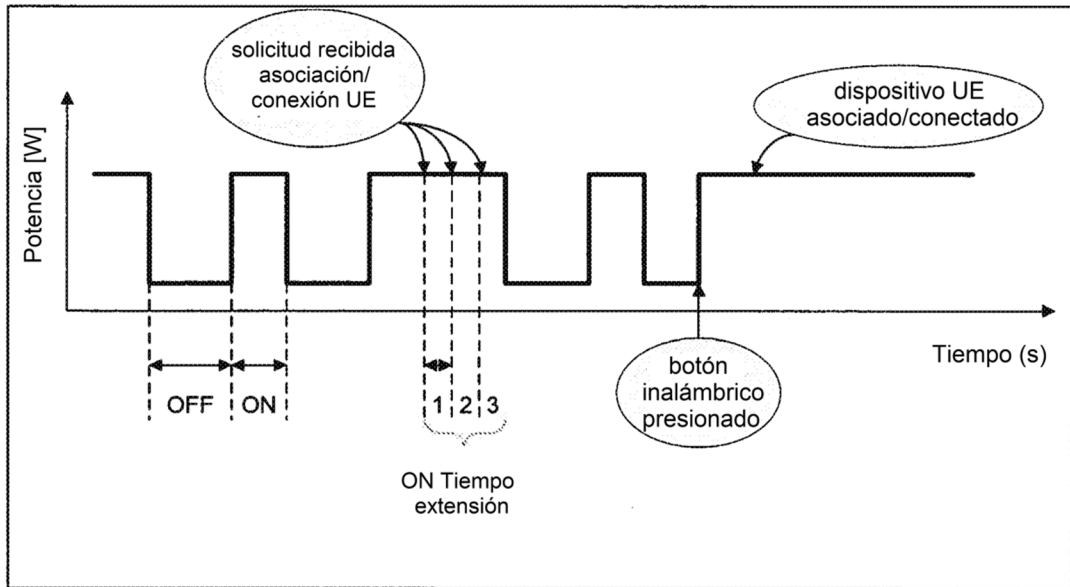 solicitud recibida
asociación/
conexión UE
dispositivo UE
asociado/conectado
Potencia [W]
Tiempo (s)
OFF
ON
1
2
3
ON Tiempo
extensión
botón
inalámbrico
presionado